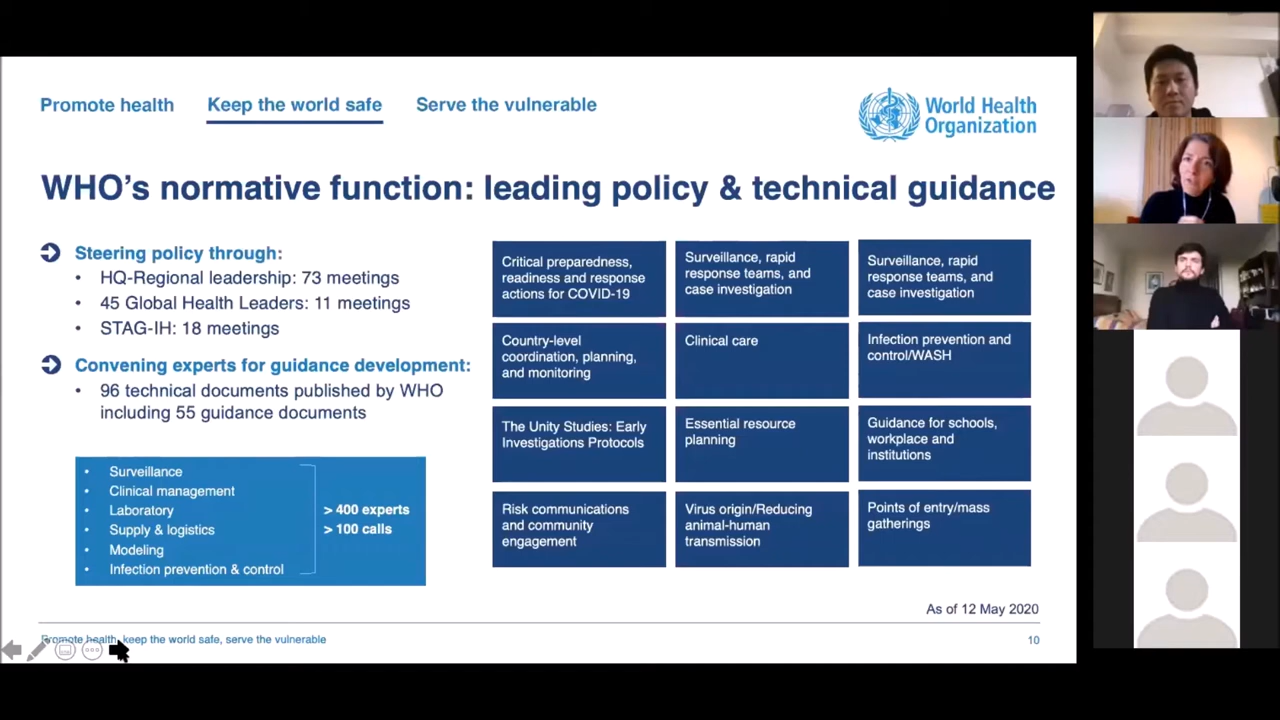 Promote health
Keep the world safe
Serve the vulnerable
World Health
Organization
WHO's normative function: leading policy & technical guidance
Steering policy through:
• HQ-Regional leadership: 73 meetings
• 45 Global Health Leaders: 11 meetings
• STAG-IH: 18 meetings
Convening experts for guidance development:
• 96 technical documents published by WHO
including 55 guidance documents
• Surveillance
• Clinical management
• Laboratory
• Supply & logistics
• Modeling
• Infection prevention & control
> 400 experts
> 100 calls
Critical preparedness,
readiness and response
actions for COVID-19
Surveillance, rapid
response teams, and
case investigation
Surveillance, rapid
response teams, and
case investigation
Country-level
coordination, planning,
and monitoring
Clinical care
Infection prevention and
control/WASH
The Unity Studies: Early
Investigations Protocols
Essential resource
planning
Guidance for schools,
workplace and
institutions
Risk communications
and community
engagement
Virus origin/Reducing
animal-human
transmission
Points of entry/mass
gatherings
As of 12 May 2020
Promote health, keep the world safe, serve the vulnerable
10